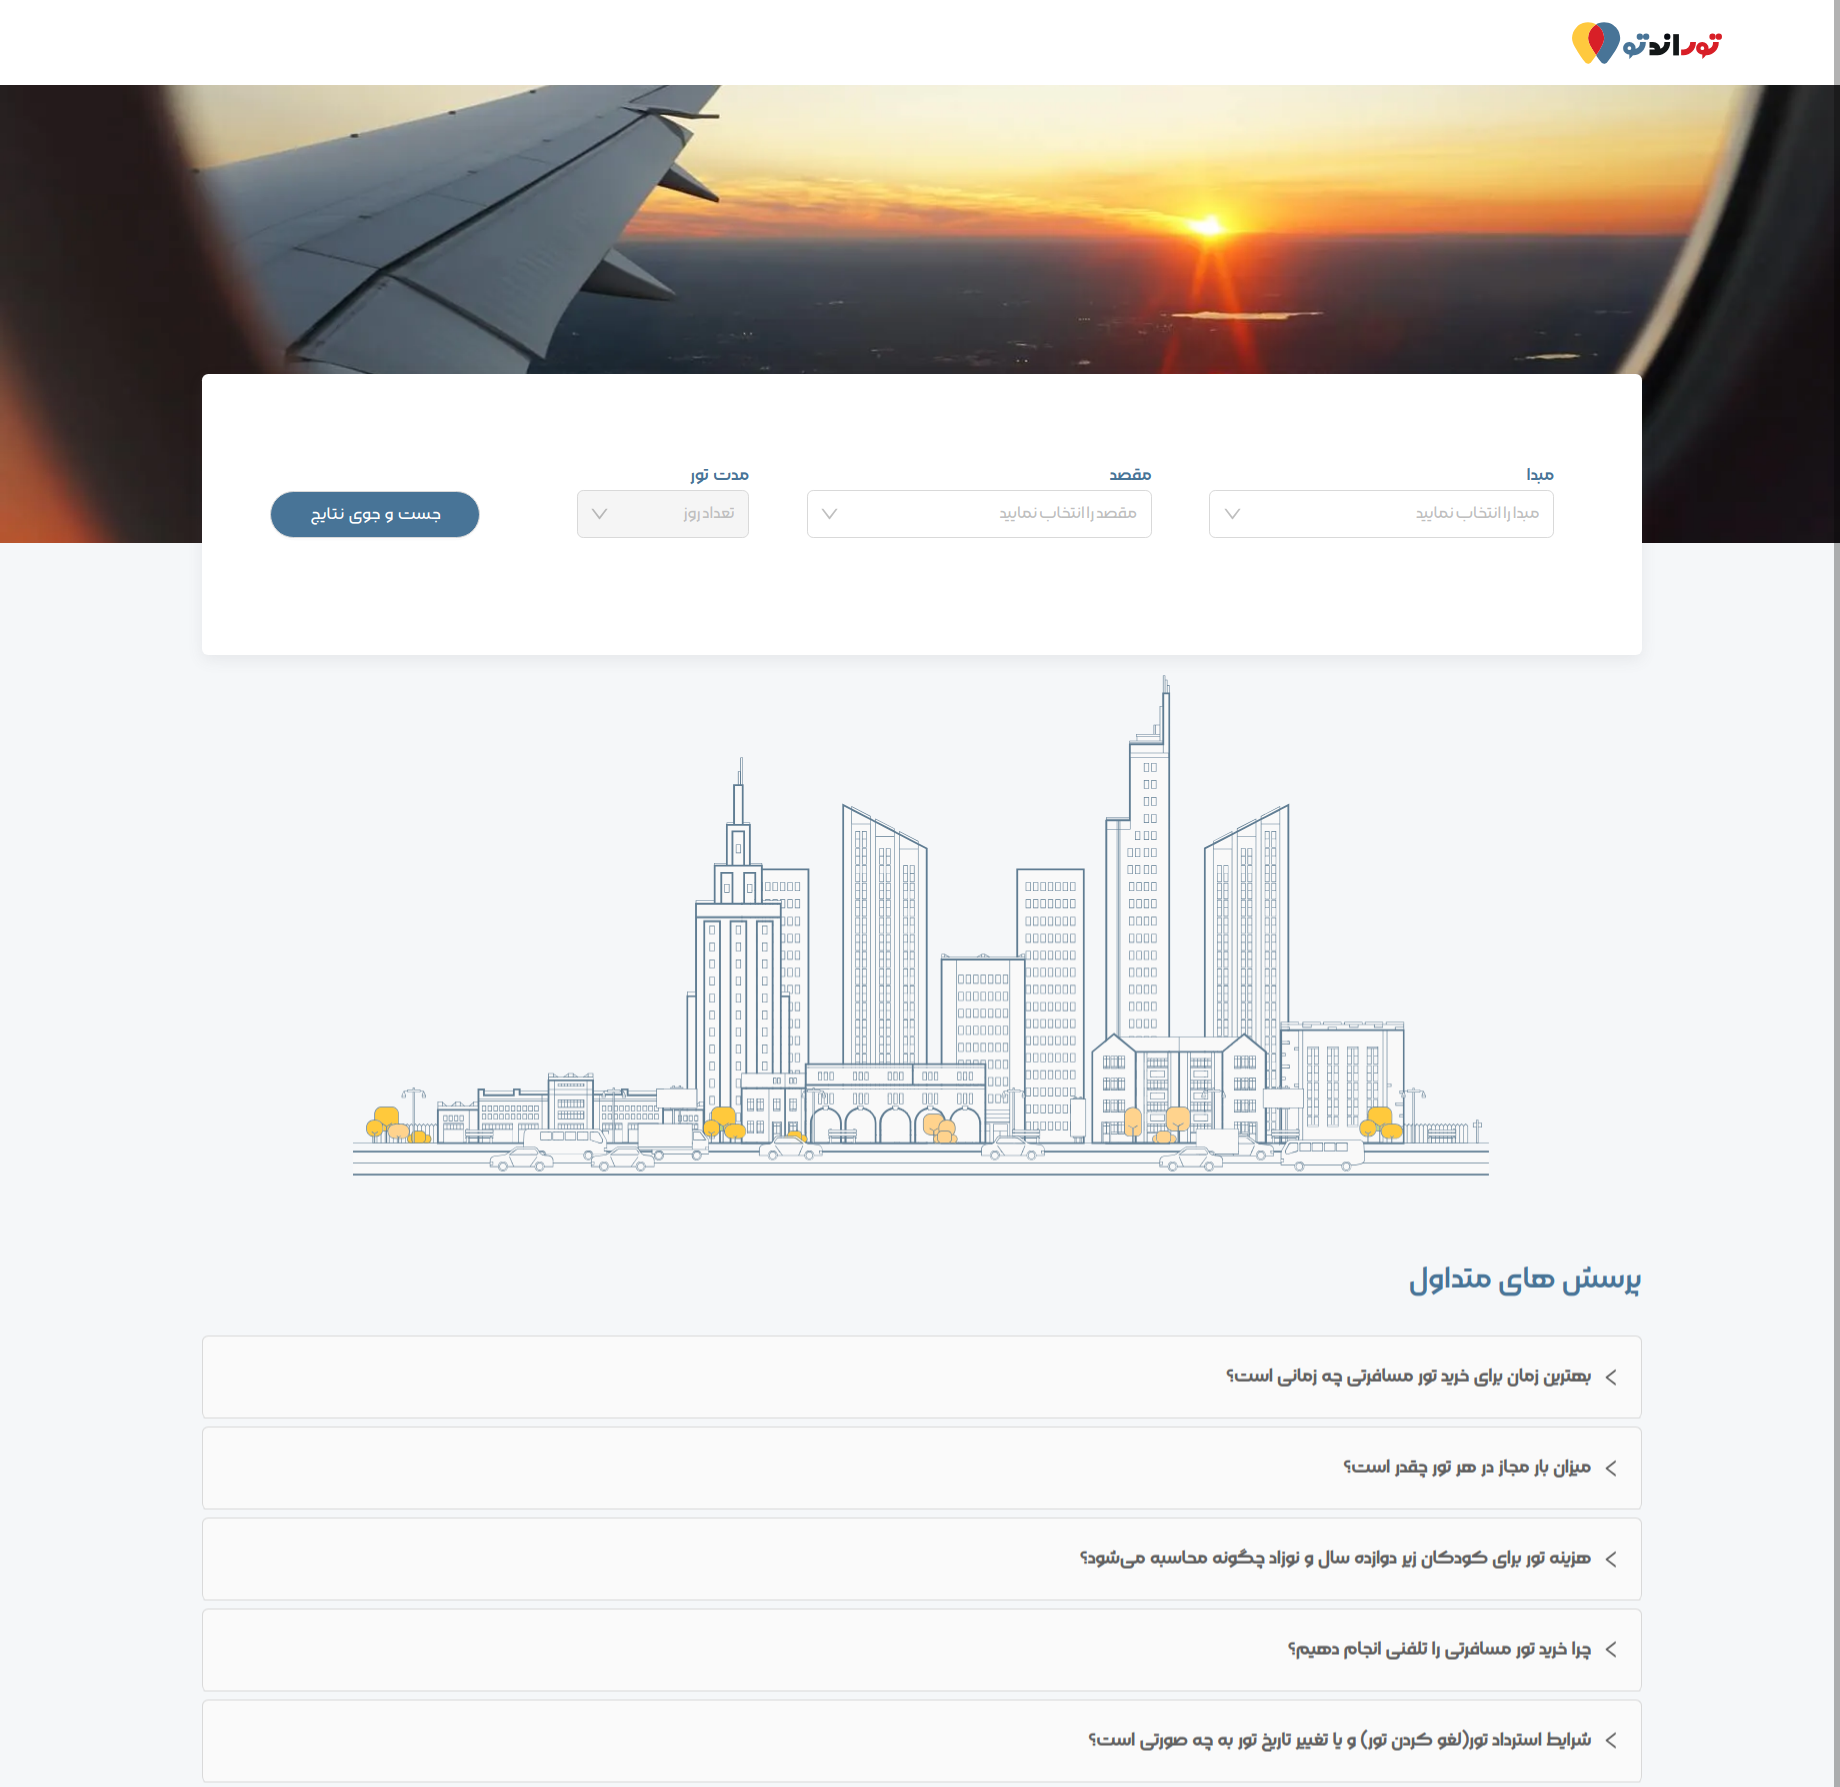 تور اند تو
مبدا
مبدا را انتخاب نمایید
مقصد
مقصد را انتخاب نمایید
مدت تور
تعداد روز
جست و جوی نتایج
پرسش های متداول
بهترین زمان برای خرید تور مسافرتی چه زمانی است؟
میزان بار مجاز در هر تور چقدر است؟
هزینه تور برای کودکان زیر دوازده سال و نوزاد چگونه محاسبه می‌شود؟
چرا خرید تور مسافرتی را تلفنی انجام دهیم؟
شرایط استرداد تور(لغو کردن تور) و یا تغییر تاریخ تور به چه صورتی است؟